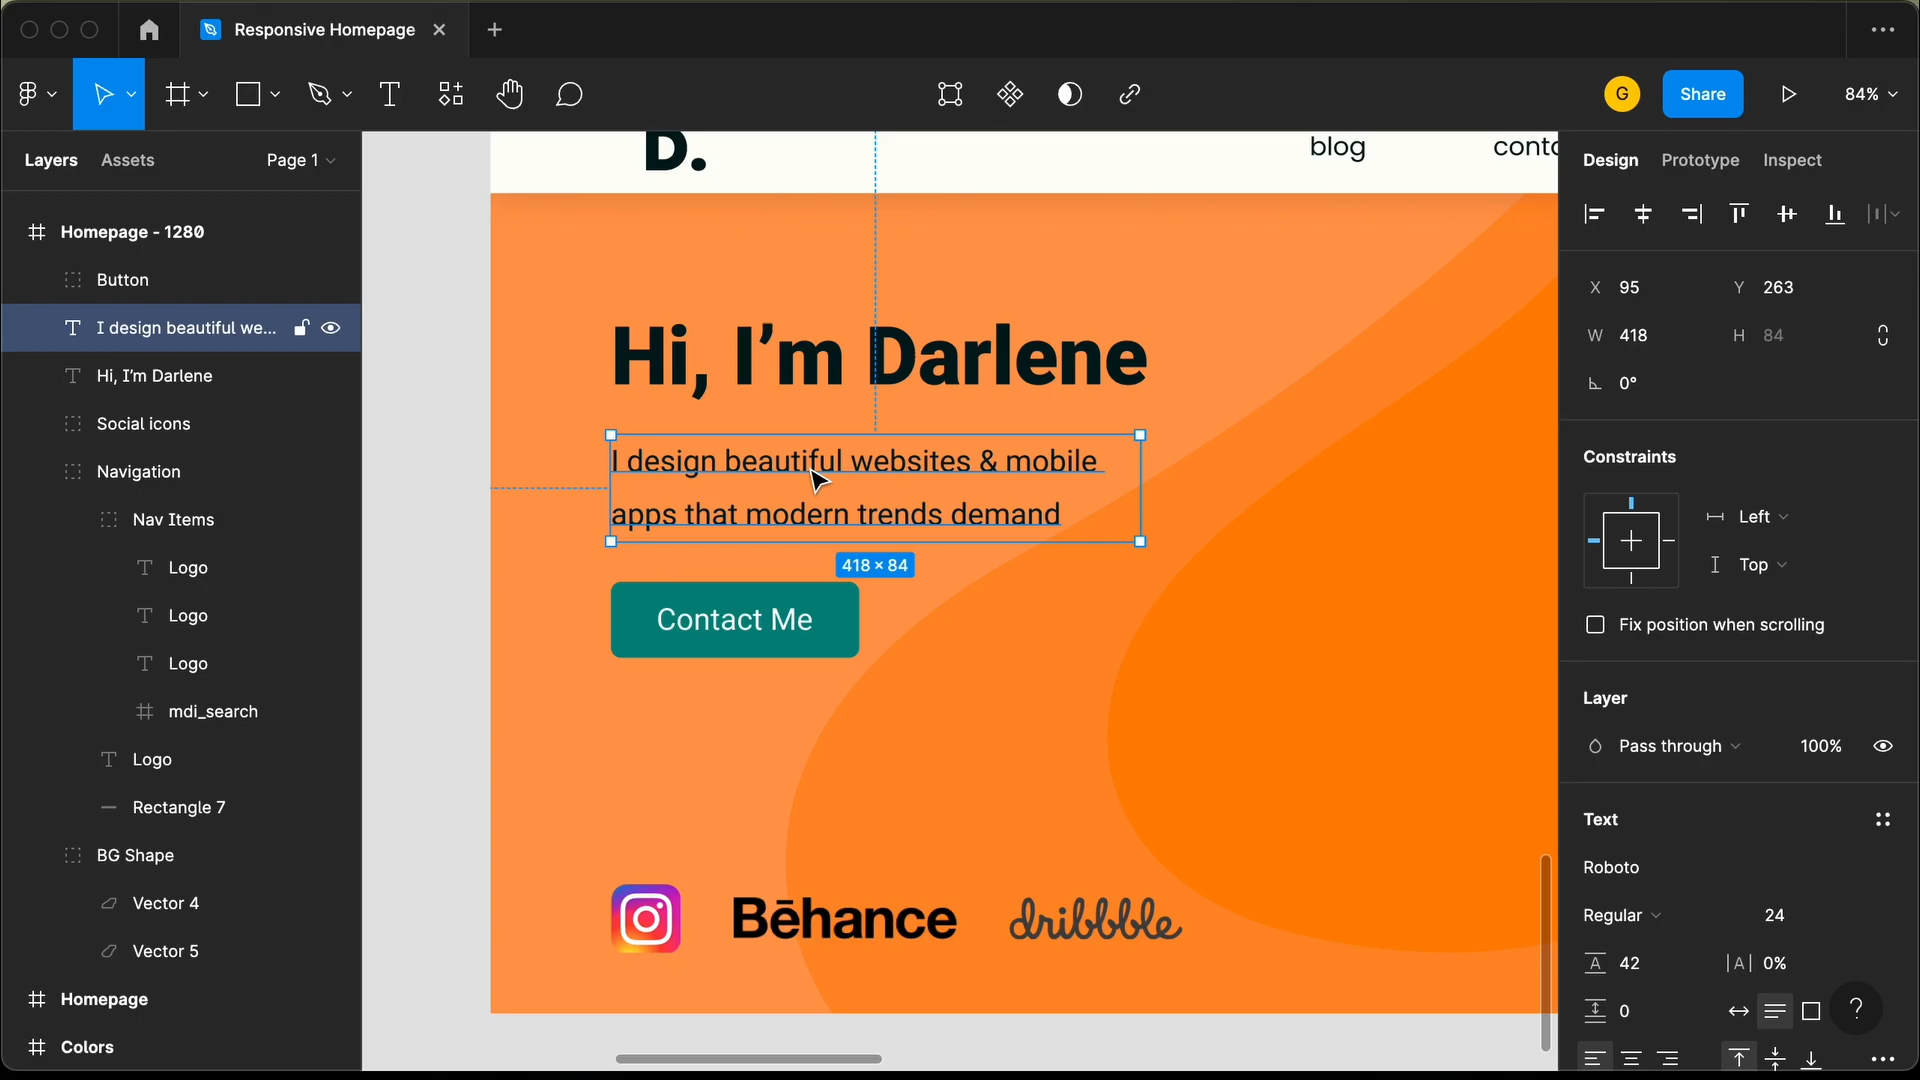 Responsive Homepage
G
Share
84%
Layers
Assets
Page 1
Homepage - 1280
Button
I design beautiful we...
Hi, I’m Darlene
Social icons
Navigation
Nav Items
Logo
Logo
Logo
mdi_search
Logo
Rectangle 7
BG Shape
Vector 4
Vector 5
Homepage
Colors
D.
blog
Hi, I’m Darlene
I design beautiful websites & mobile
apps that modern trends demand
418 × 84
Contact Me
Bēhance
dribbble
Design
Prototype
Inspect
X 95
Y 263
W 418
H 84
0°
Constraints
Left
Top
Fix position when scrolling
Layer
Pass through
100%
Text
Roboto
Regular
24
A 42
|A| 0%
0
?